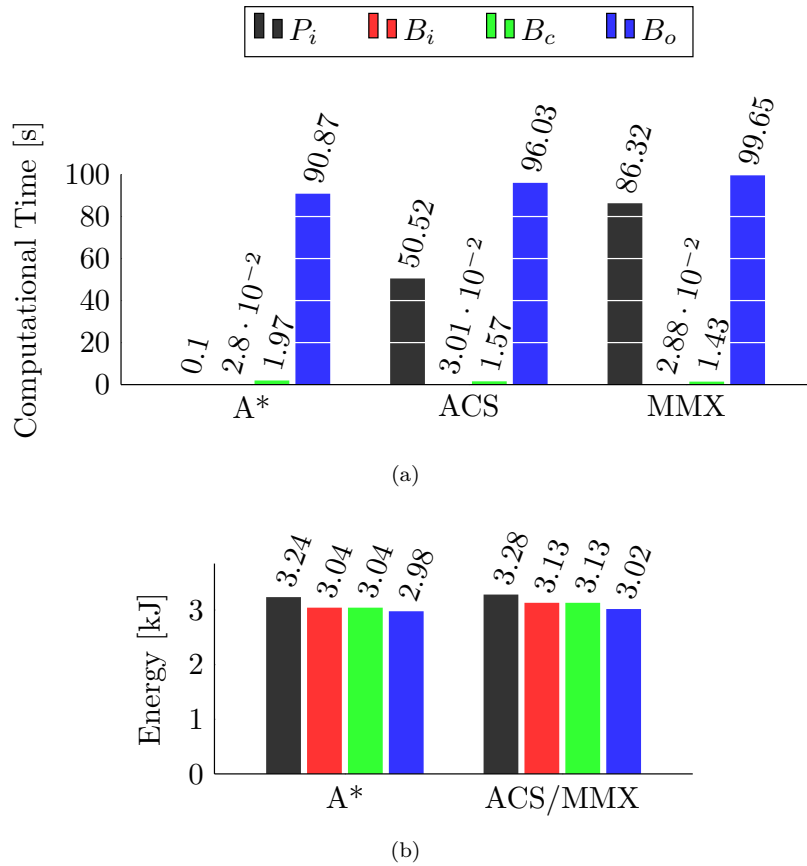 P_i B_i B_c B_o
Computational Time [s]
100
80
60
40
20
0
0.1 2.8 · 10^−2 1.97 90.87
50.52 3.01 · 10^−2 1.57 96.03
86.32 2.88 · 10^−2 1.43 99.65
A* ACS MMX
(a)
Energy [kJ]
3
2
1
0
3.24 3.04 3.04 2.98
3.28 3.13 3.13 3.02
A* ACS/MMX
(b)